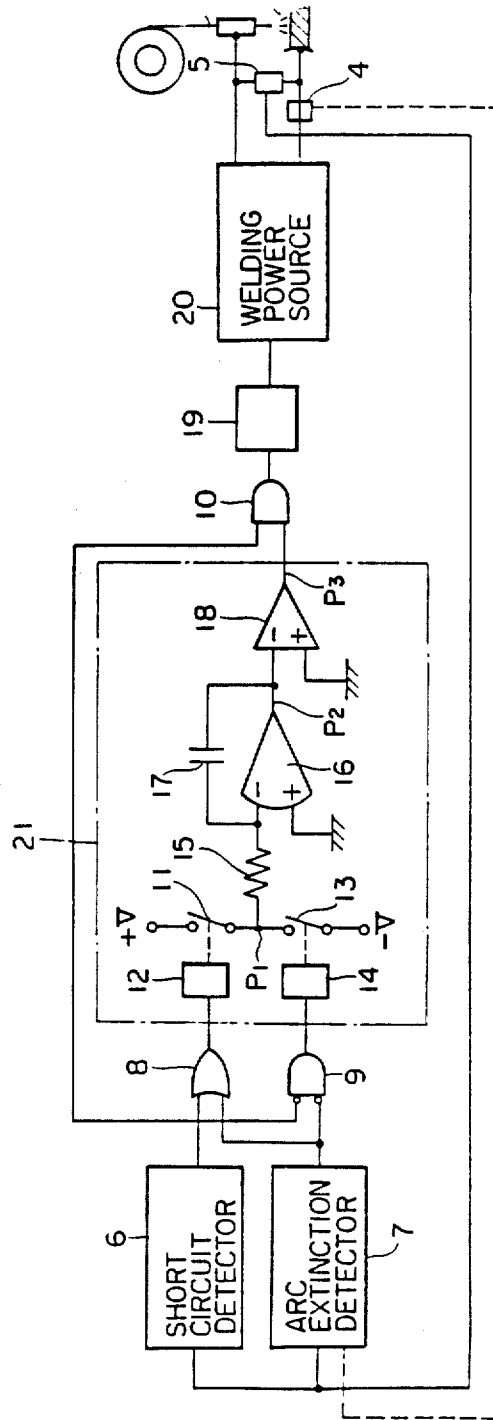 21
6
SHORT
CIRCUIT
DETECTOR
ARC
EXTINCTION
DETECTOR
7
8
9
12
14
+V
11
P1
13
-V
15
17
-
+
16
P2
18
-
+
P3
10
19
20
WELDING
POWER
SOURCE
5
4